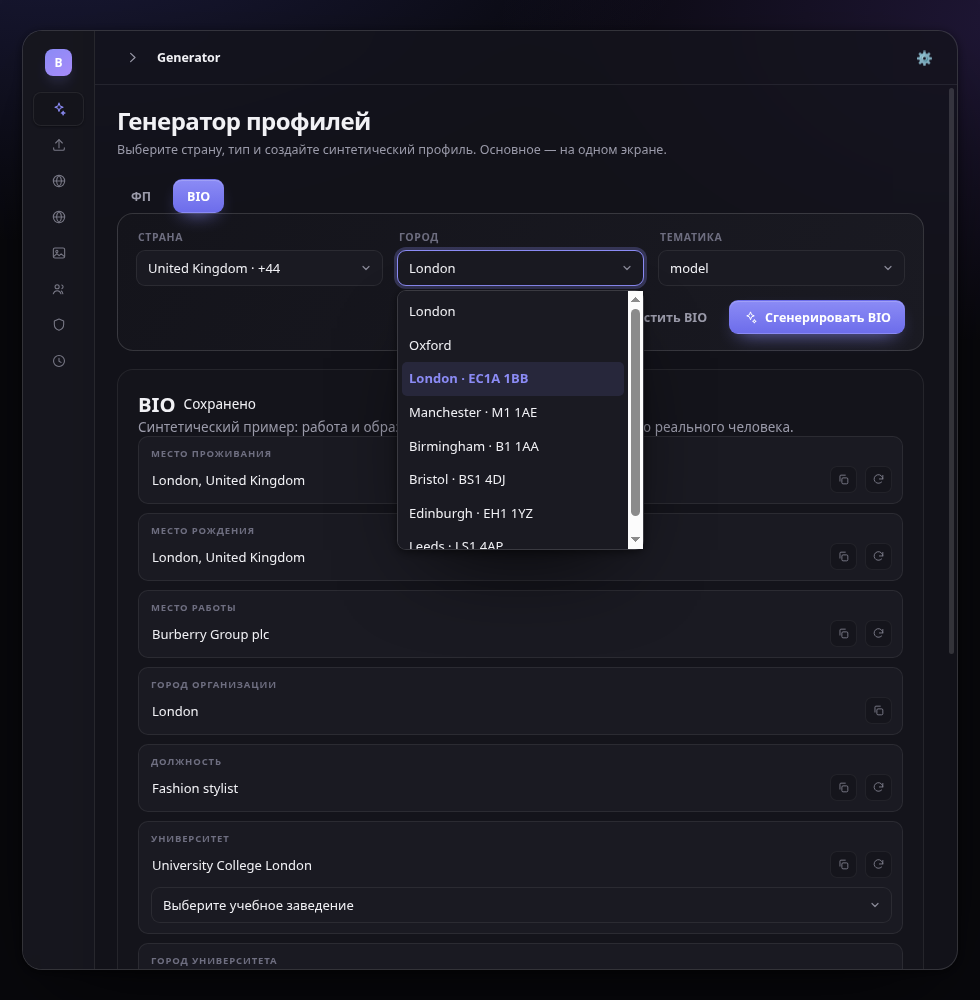 B
Generator
Генератор профилей
Выберите страну, тип и создайте синтетический профиль. Основное — на одном экране.
ФП
BIO
СТРАНА
ГОРОД
ТЕМАТИКА
United Kingdom · +44
London
model
London
Oxford
London · EC1A 1BB
Manchester · M1 1AE
Birmingham · B1 1AA
Bristol · BS1 4DJ
Edinburgh · EH1 1YZ
Leeds · LS1 4AP
BIO
Сгенерировать BIO
BIO Сохранено
Синтетический пример: работа и реального человека.
МЕСТО ПРОЖИВАНИЯ
London, United Kingdom
МЕСТО РОЖДЕНИЯ
London, United Kingdom
МЕСТО РАБОТЫ
Burberry Group plc
ГОРОД ОРГАНИЗАЦИИ
London
ДОЛЖНОСТЬ
Fashion stylist
УНИВЕРСИТЕТ
University College London
Выберите учебное заведение
ГОРОД УНИВЕРСИТЕТА